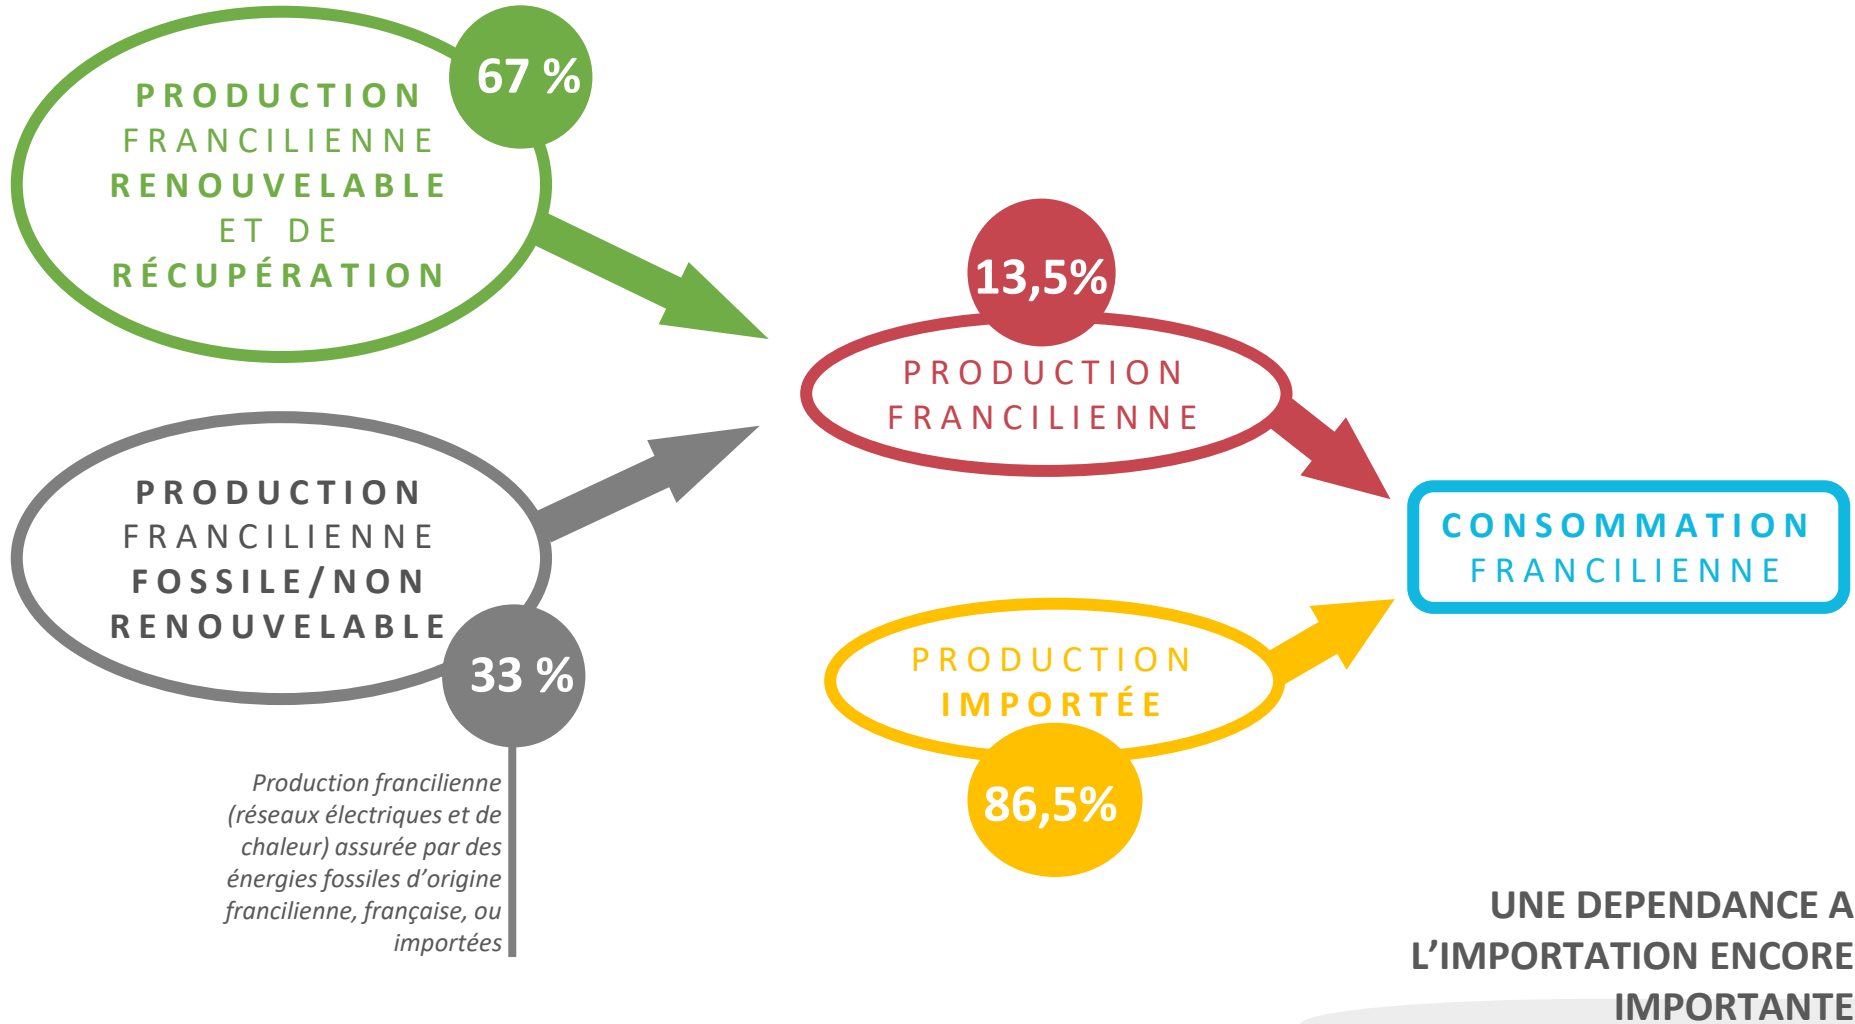 67 %
PRODUCTION
FRANCILIENNE
RENOUVELABLE
ET DE
RÉCUPÉRATION
PRODUCTION
FRANCILIENNE
FOSSILE/NON
RENOUVELABLE
33 %
Production francilienne
(réseaux électriques et de
chaleur) assurée par des
énergies fossiles d’origine
francilienne, française, ou
importées
13,5%
PRODUCTION
FRANCILIENNE
PRODUCTION
IMPORTÉE
86,5%
CONSOMMATION
FRANCILIENNE
UNE DEPENDANCE A
L’IMPORTATION ENCORE
IMPORTANTE